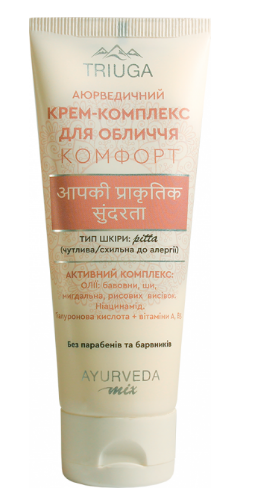 TRIUGA
АЮРВЕДИЧНИЙ
КРЕМ-КОМПЛЕКС
ДЛЯ ОБЛИЧЧЯ
КОМФОРТ
आपकी प्राकृतिक
सुंदरता
ТИП ШКІРИ: pitta
(чутлива/схильна до алергії)
АКТИВНИЙ КОМПЛЕКС:
Олії: бавовни, ши,
мигдальна, рисових висівок.
Ніацинамід.
Гіалуронова кислота + вітаміни А,
Без парабенів та барвників
AYURVEDA
mix